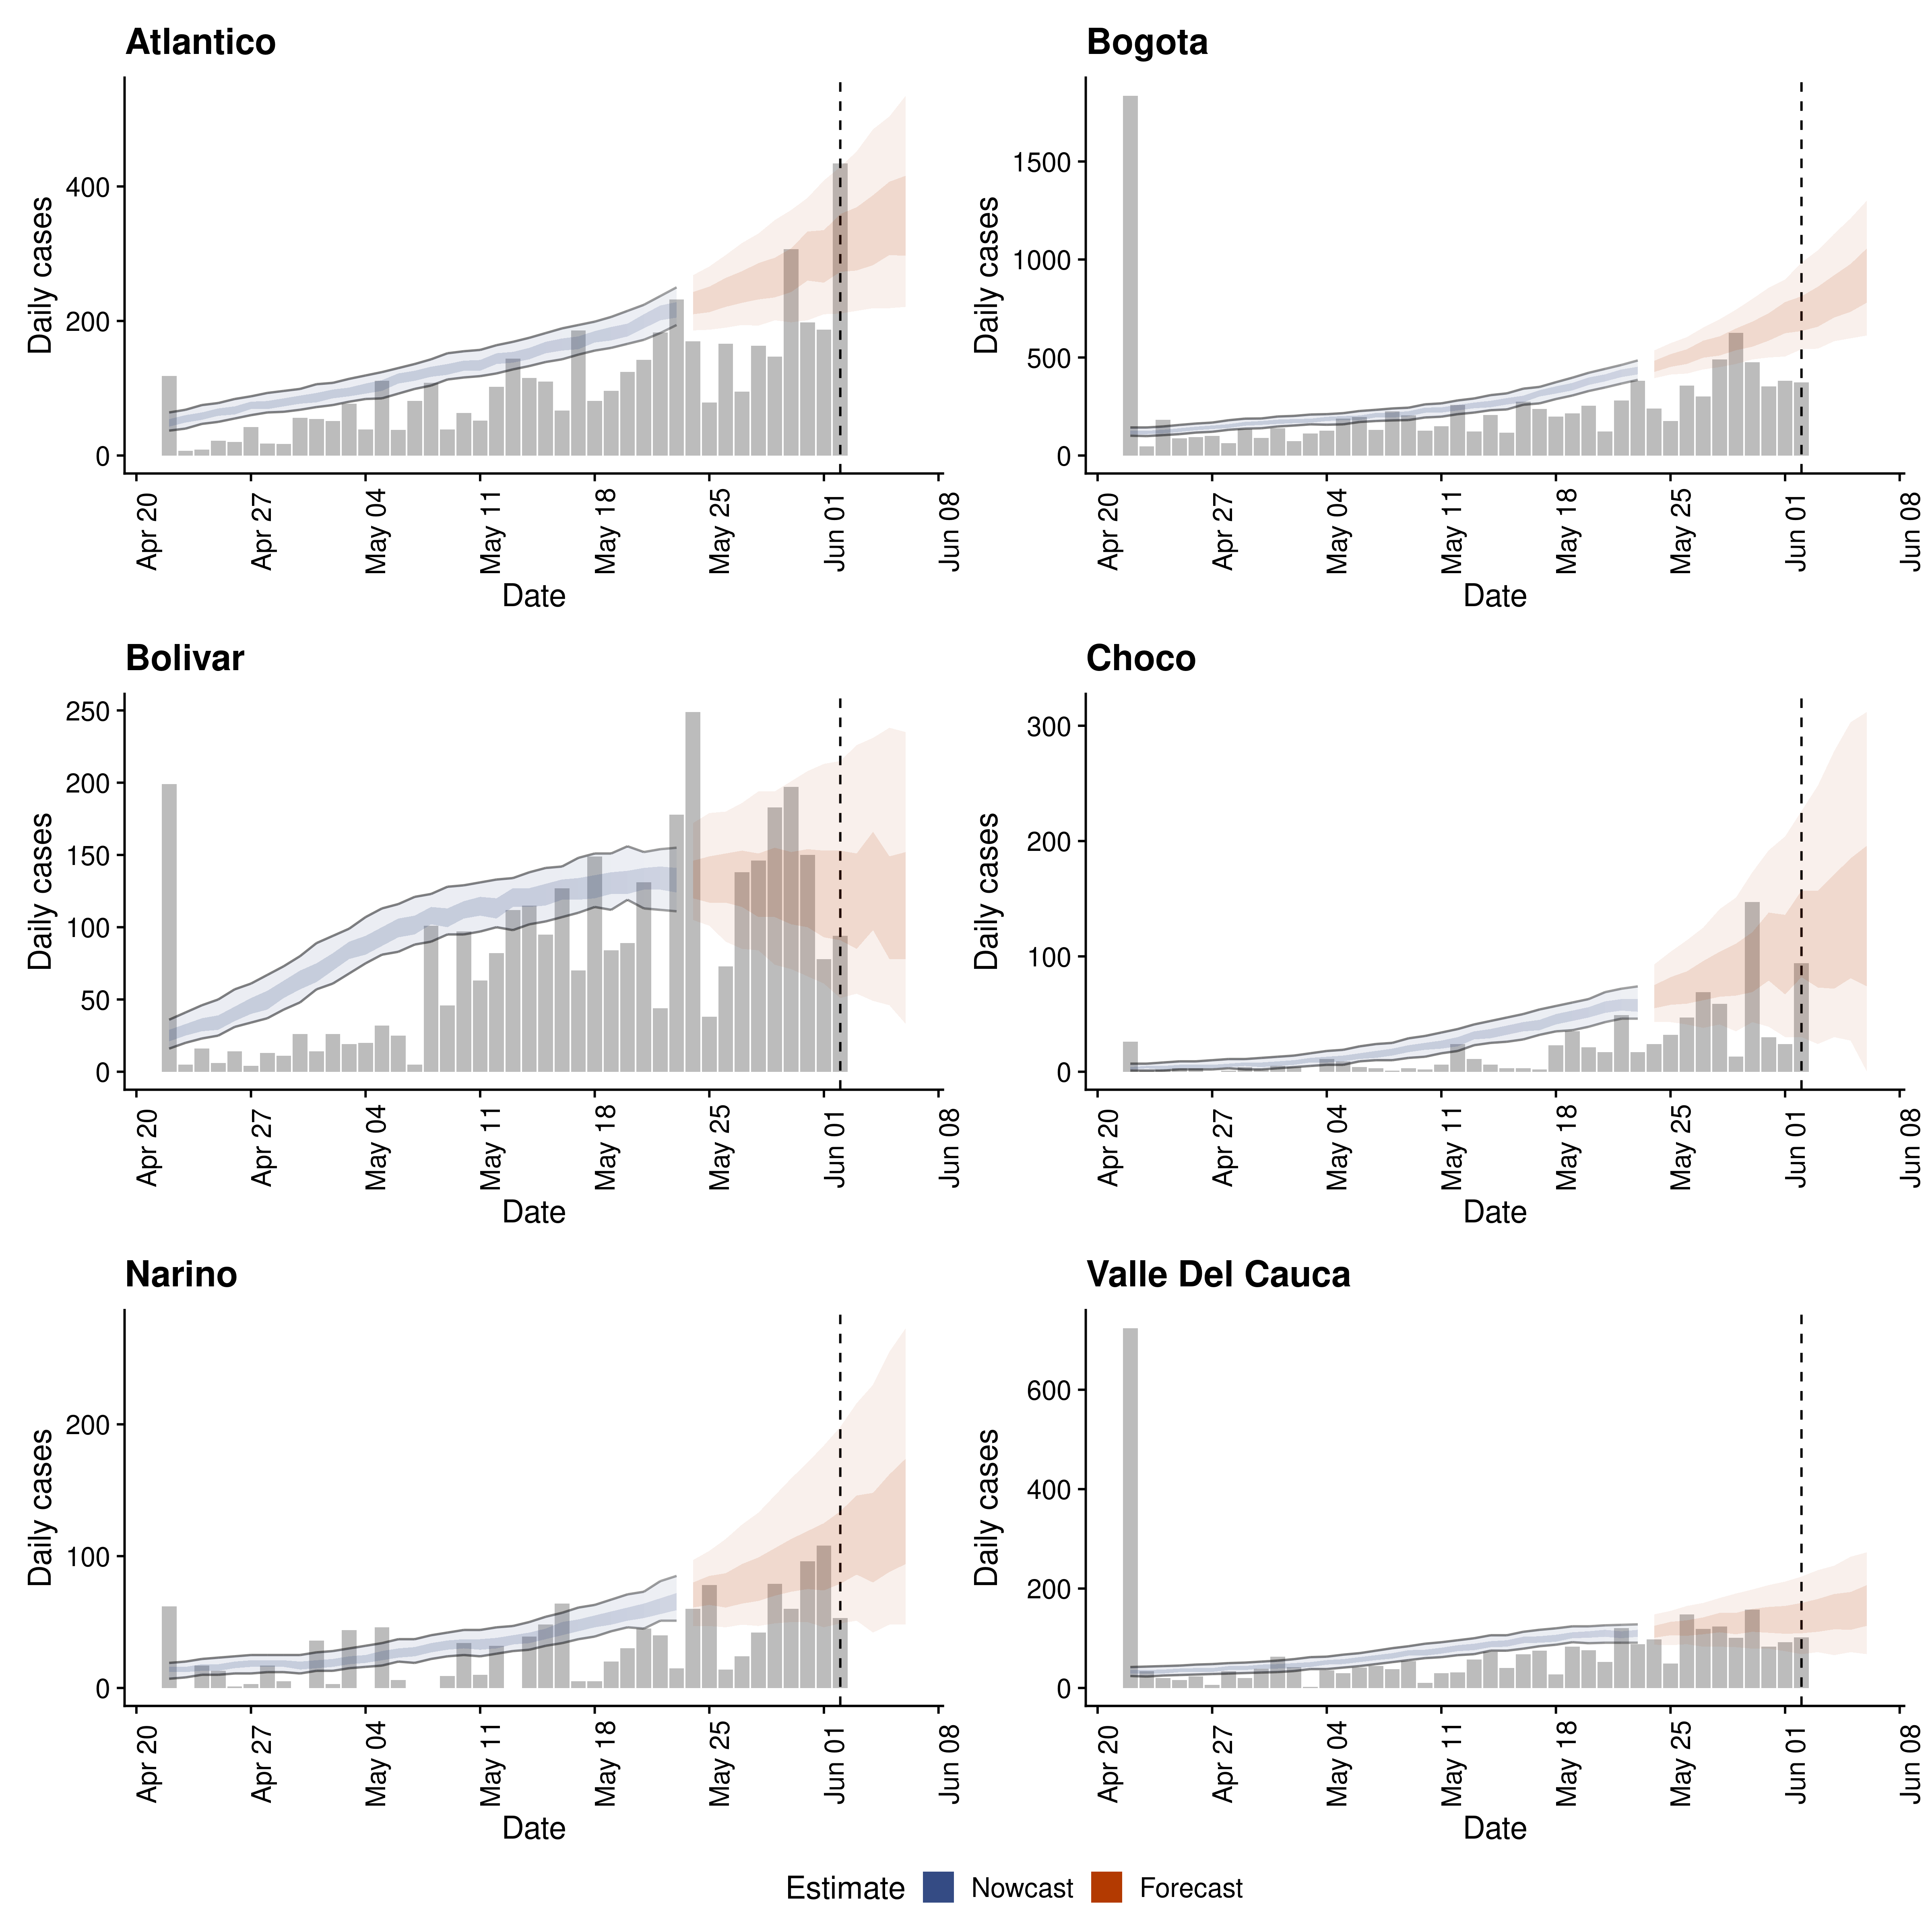 Atlantico
Daily cases
400
200
0
Apr 20
Apr 27
May 04
May 11
May 18
May 25
Jun 01
Jun 08
Date
Bogota
Daily cases
1500
1000
500
0
Apr 20
Apr 27
May 04
May 11
May 18
May 25
Jun 01
Jun 08
Date
Bolivar
Daily cases
250
200
150
100
50
0
Apr 20
Apr 27
May 04
May 11
May 18
May 25
Jun 01
Jun 08
Date
Choco
Daily cases
300
200
100
0
Apr 20
Apr 27
May 04
May 11
May 18
May 25
Jun 01
Jun 08
Date
Narino
Daily cases
200
100
0
Apr 20
Apr 27
May 04
May 11
May 18
May 25
Jun 01
Jun 08
Date
Valle Del Cauca
Daily cases
600
400
200
0
Apr 20
Apr 27
May 04
May 11
May 18
May 25
Jun 01
Jun 08
Date
Estimate Nowcast Forecast